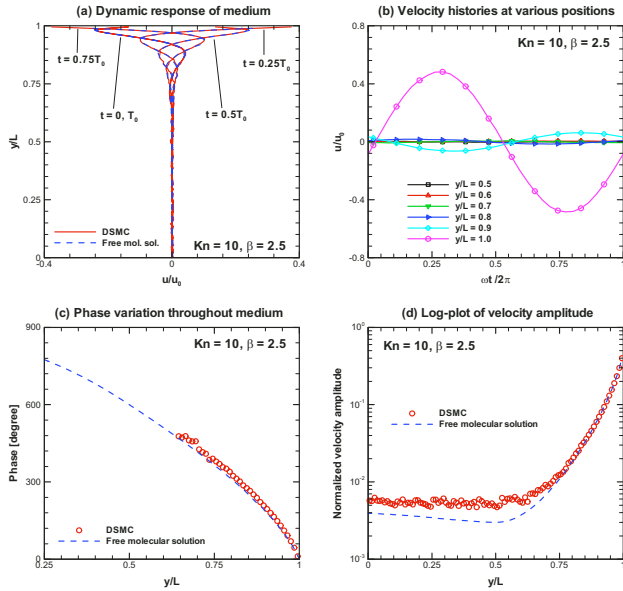 (a) Dynamic response of medium
1
t = 0.75T₀
t = 0.25T₀
0.75
t = 0, T₀
t = 0.5T₀
y/L
0.5
0.25
DSMC
Free mol. sol.
Kn = 10, β = 2.5
0
-0.4
0
0.4
u/u₀
(b) Velocity histories at various positions
Kn = 10, β = 2.5
0.8
0.4
u/u₀
0
-0.4
-0.8
y/L = 0.5
y/L = 0.6
y/L = 0.7
y/L = 0.8
y/L = 0.9
y/L = 1.0
0
0.25
0.5
0.75
1
ωt/2π
(c) Phase variation throughout medium
900
Kn = 10, β = 2.5
600
Phase [degree]
300
DSMC
Free molecular solution
0
0.25
0.5
0.75
1
y/L
(d) Log-plot of velocity amplitude
10⁰
Kn = 10, β = 2.5
DSMC
Free molecular solution
10⁻¹
Normalized velocity amplitude
10⁻²
10⁻³
0
0.25
0.5
0.75
1
y/L